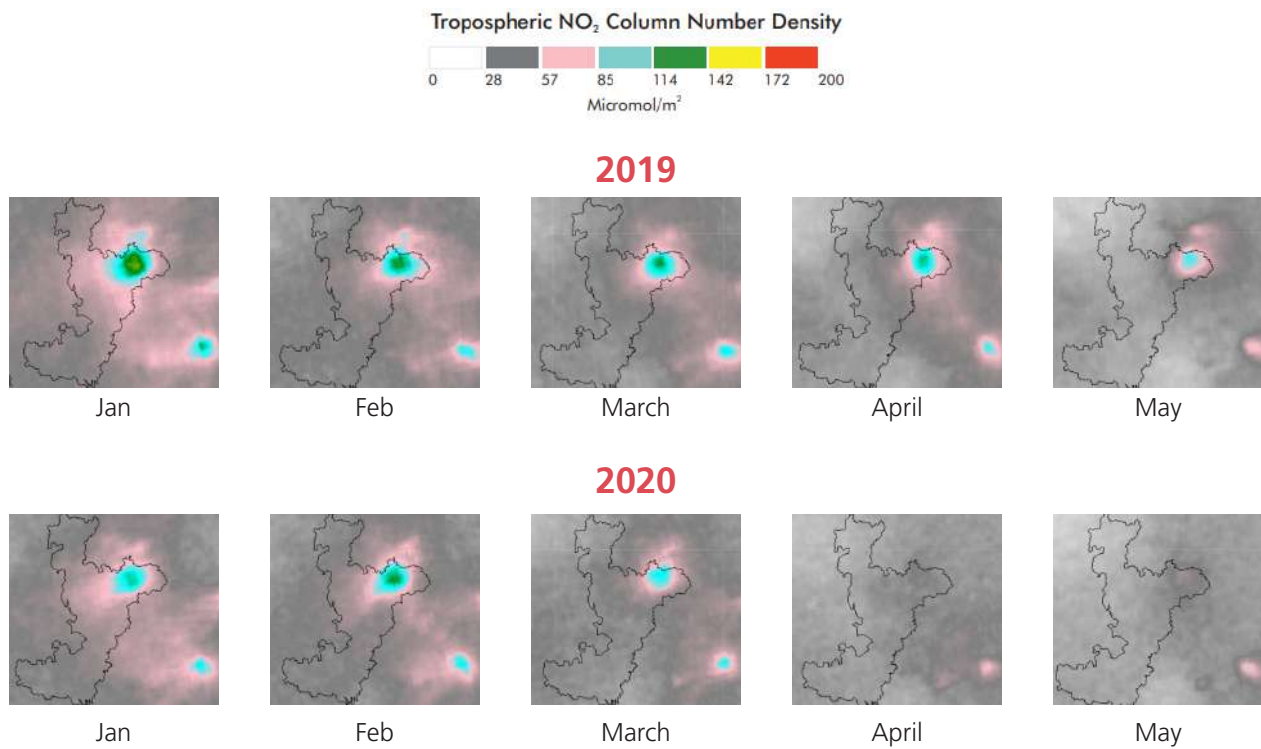 Tropospheric NO₂ Column Number Density
0 28 57 85 114 142 172 200
Micromol/m²
2019
Jan Feb March April May
2020
Jan Feb March April May